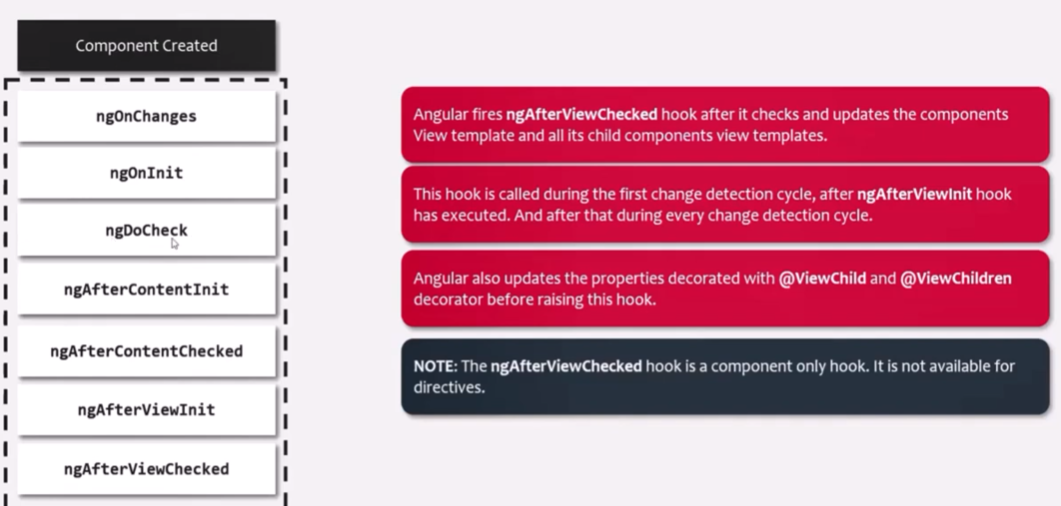 Component Created
ngOnChanges
ngOnInit
ngDoCheck
ngAfterContentInit
ngAfterContentChecked
ngAfterViewInit
ngAfterViewChecked
Angular fires ngAfterViewChecked hook after it checks and updates the components
View template and all its child components view templates.
This hook is called during the first change detection cycle, after ngAfterViewInit hook
has executed. And after that during every change detection cycle.
Angular also updates the properties decorated with @ViewChild and @ViewChildren
decorator before raising this hook.
NOTE: The ngAfterViewChecked hook is a component only hook. It is not available for
directives.